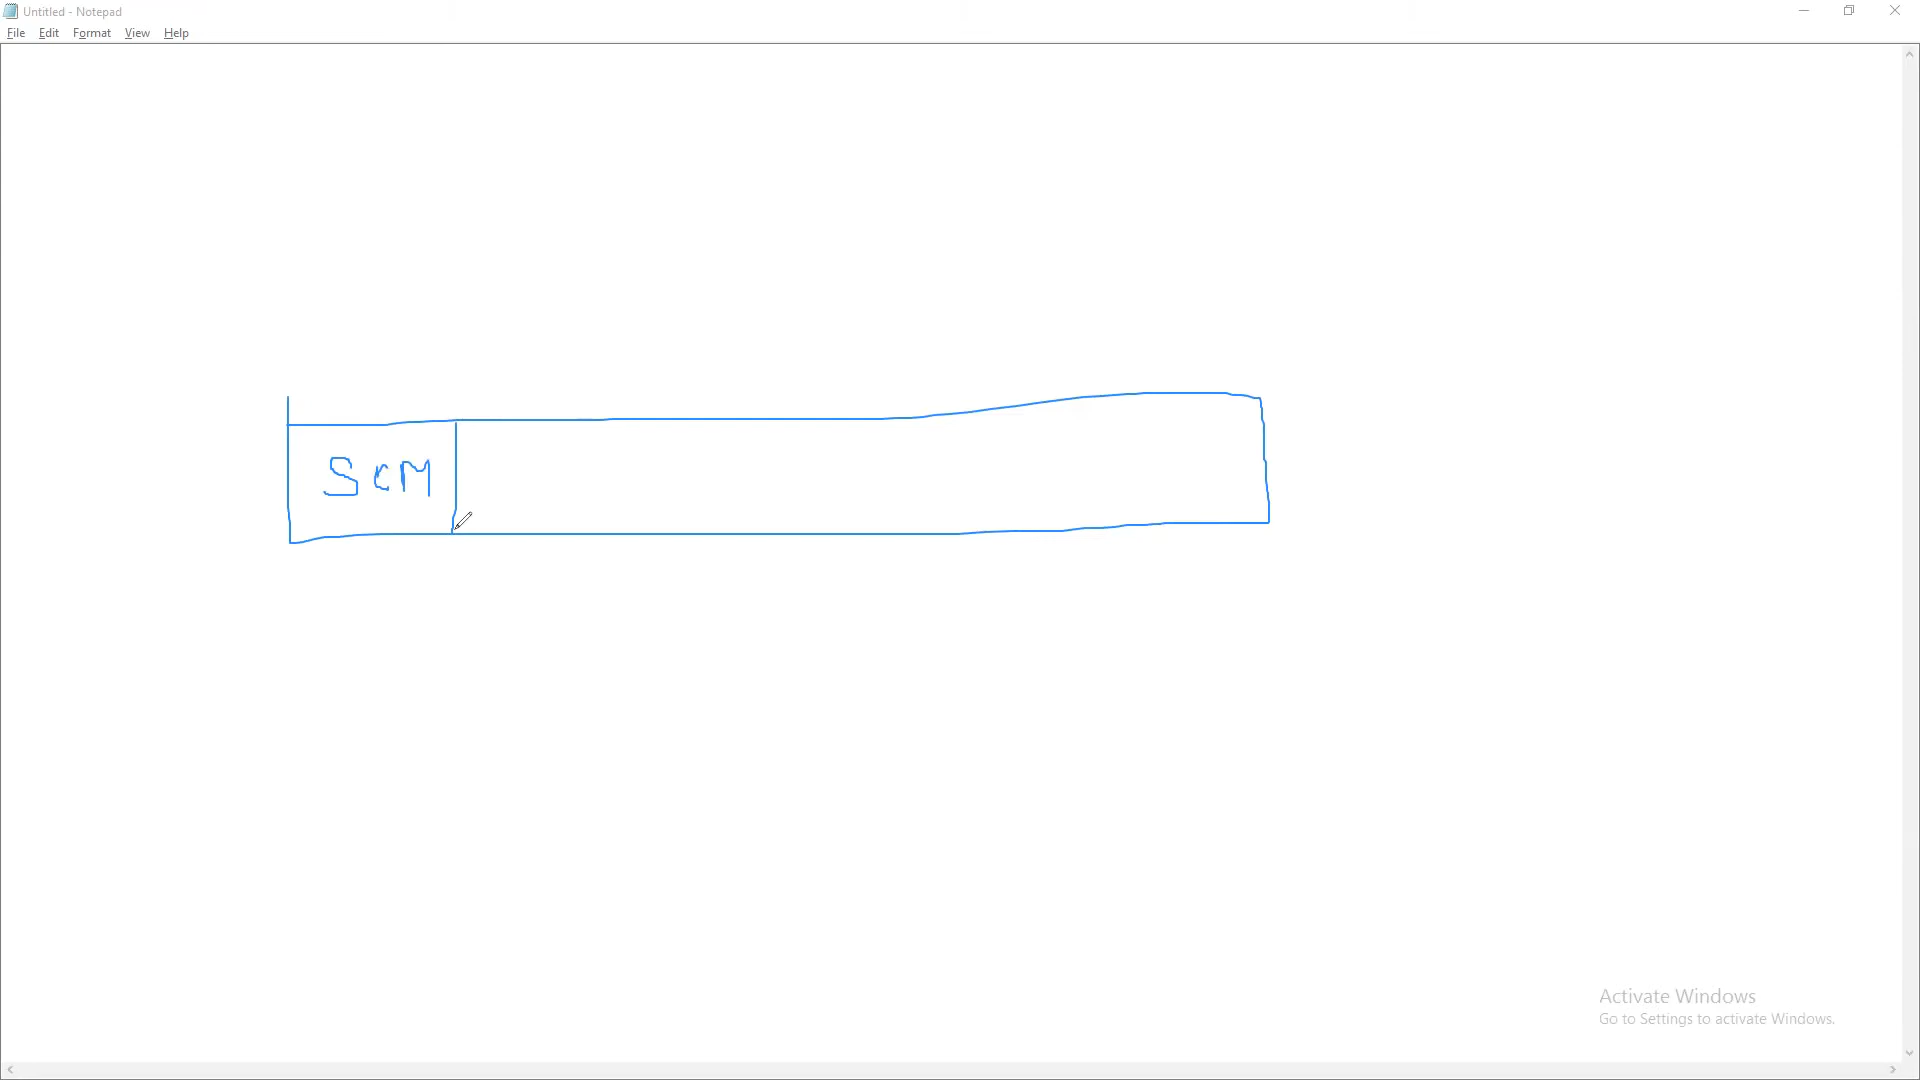 Untitled - Notepad
File Edit Format View Help
SCM
Activate Windows
Go to Settings to activate Windows.